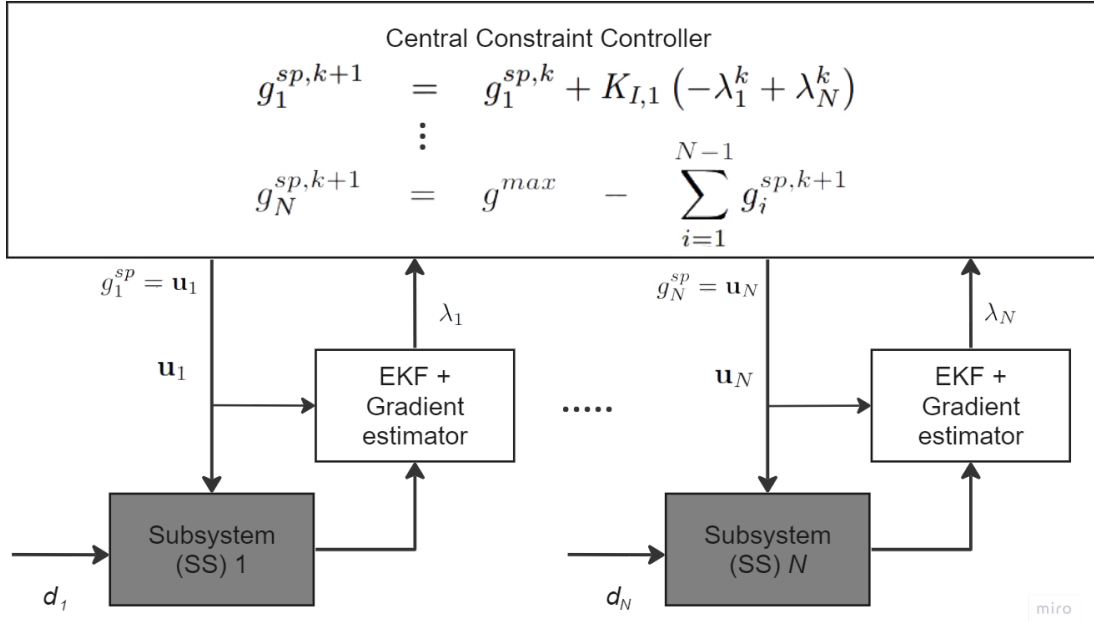 Central Constraint Controller
g_1^{sp,k+1} = g_1^{sp,k} + K_{I,1} (-λ_1^k + λ_N^k)
⋮
g_N^{sp,k+1} = g^{max} - \sum_{i=1}^{N-1} g_i^{sp,k+1}
g_1^{sp} = u_1
λ_1
g_N^{sp} = u_N
λ_N
u_1
EKF +
Gradient
estimator
.....
u_N
EKF +
Gradient
estimator
Subsystem
(SS) 1
Subsystem
(SS) N
d_1
d_N
miro